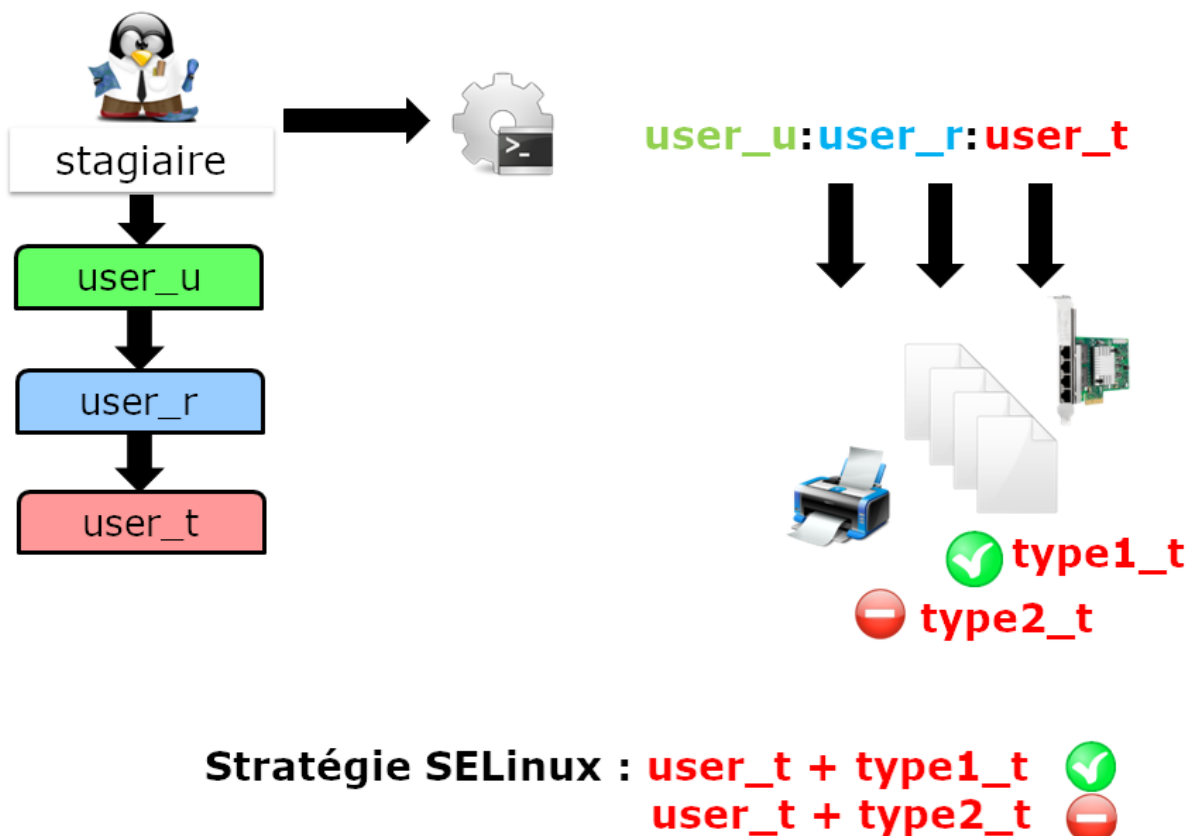 stagiaire
user_u
user_r
user_t
>_
user_u:user_r:user_t
type1_t
type2_t
Stratégie SELinux : user_t + type1_t
user_t + type2_t